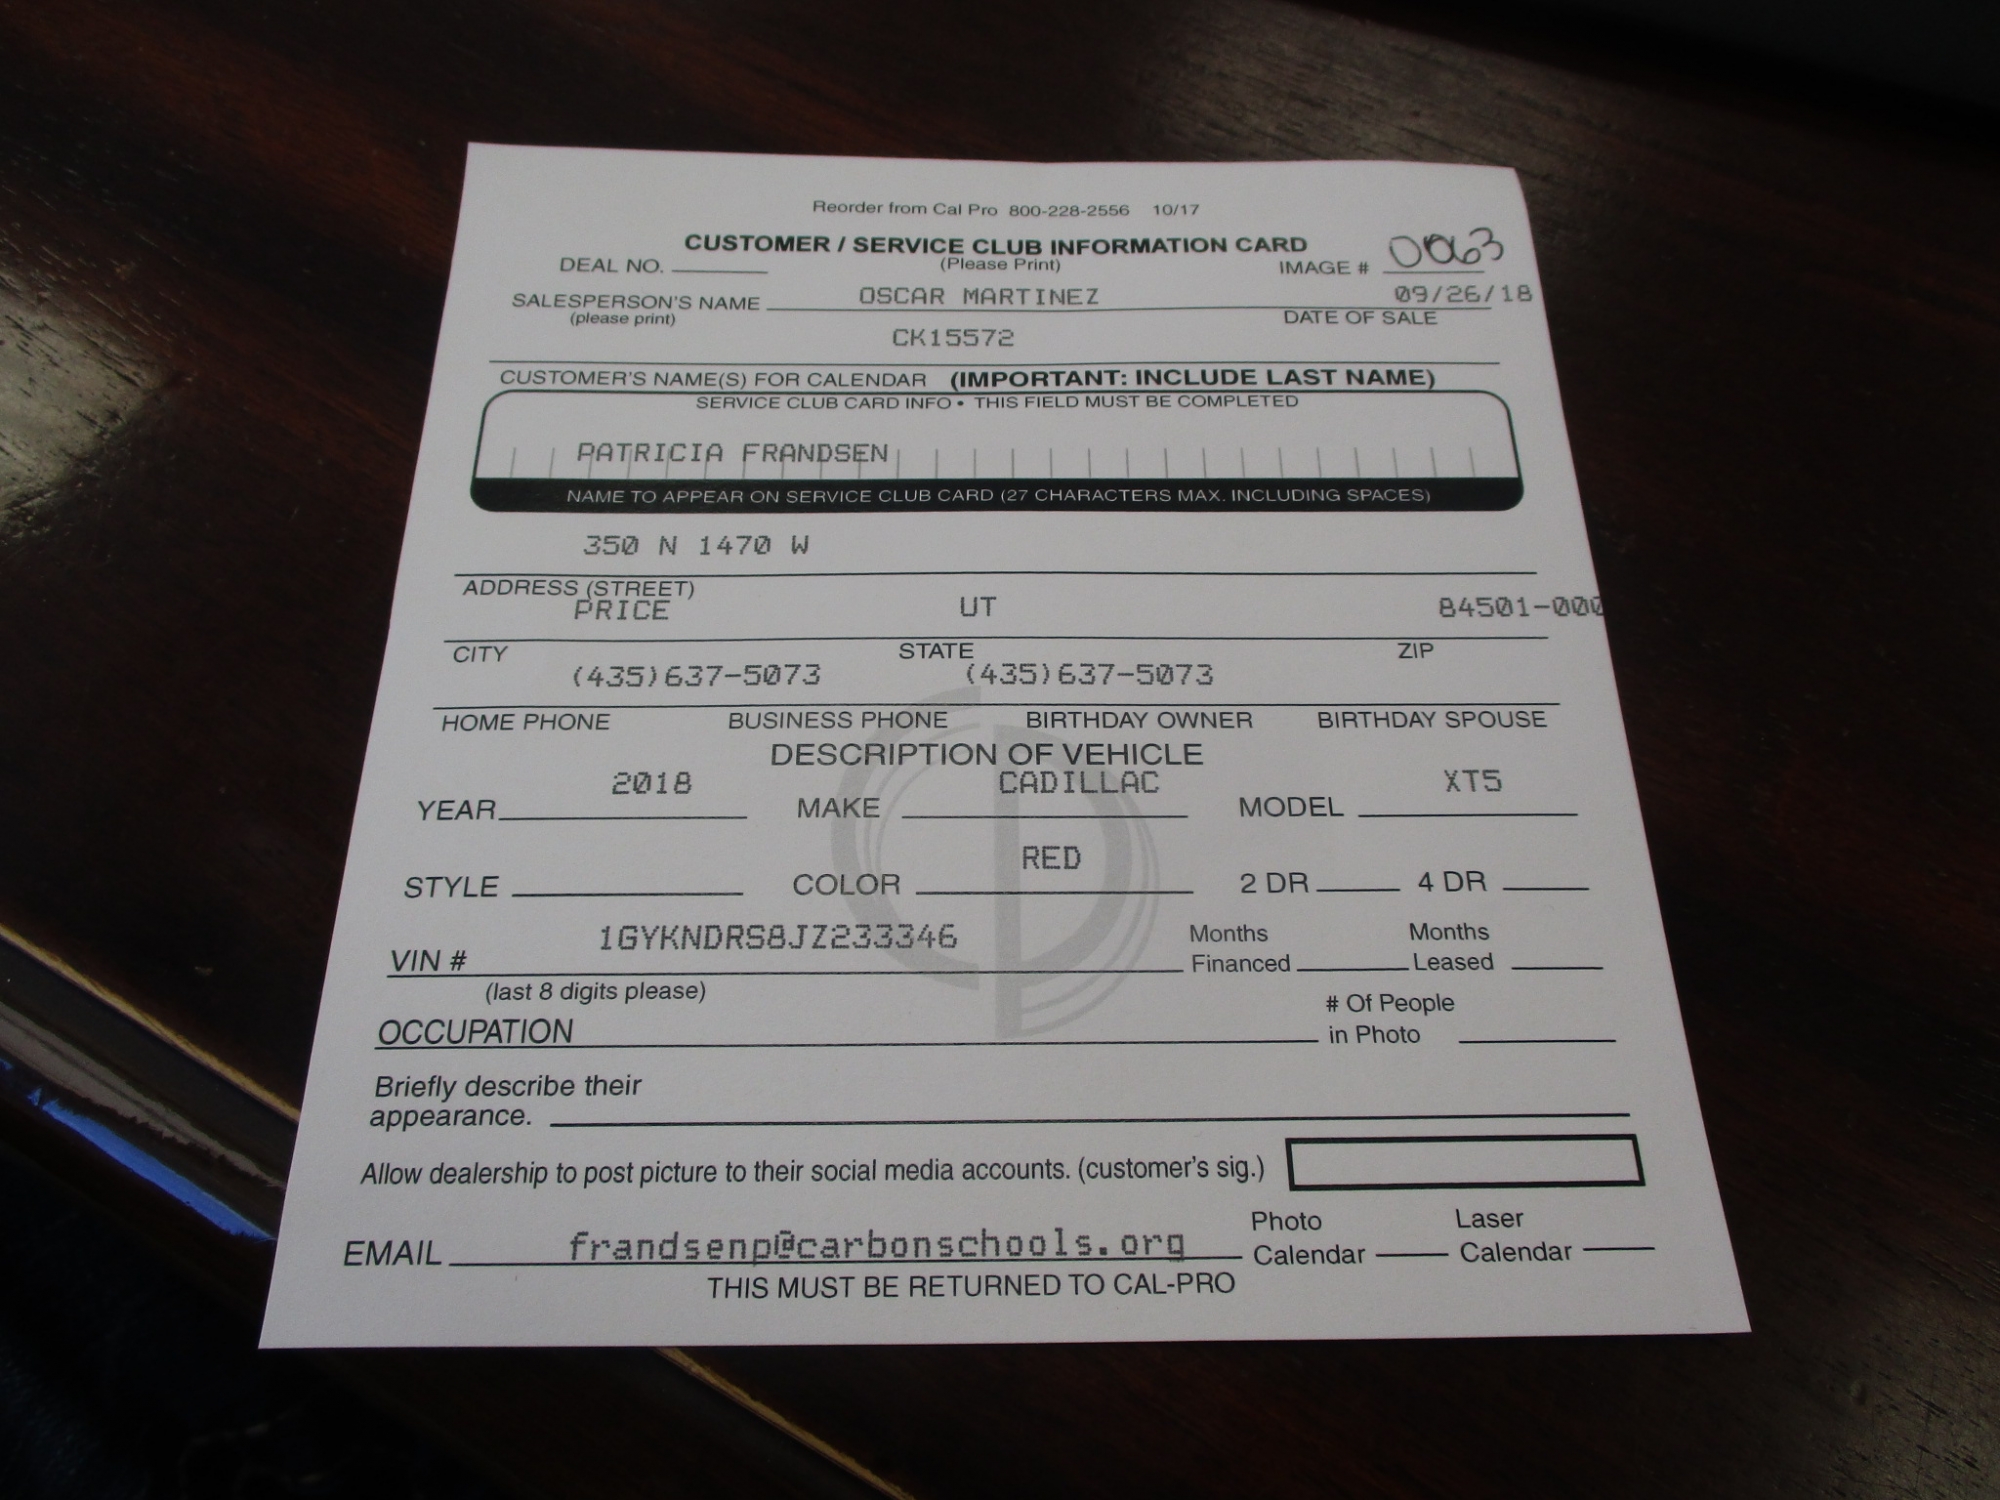 Reorder from Cal Pro 800-228-2556 10/17
CUSTOMER / SERVICE CLUB INFORMATION CARD
DEAL NO. (Please Print) IMAGE # 0063
SALESPERSON'S NAME OSCAR MARTINEZ 09/26/18
(please print) DATE OF SALE
CK15572
CUSTOMER'S NAME(S) FOR CALENDAR (IMPORTANT: INCLUDE LAST NAME)
SERVICE CLUB CARD INFO • THIS FIELD MUST BE COMPLETED
PATRICIA FRANDSEN
NAME TO APPEAR ON SERVICE CLUB CARD (27 CHARACTERS MAX. INCLUDING SPACES)
350 N 1470 W
ADDRESS (STREET)
PRICE UT 84501-000
CITY STATE ZIP
(435)637-5073 (435)637-5073
HOME PHONE BUSINESS PHONE BIRTHDAY OWNER BIRTHDAY SPOUSE
DESCRIPTION OF VEHICLE
2018 CADILLAC XT5
YEAR MAKE MODEL
RED
STYLE COLOR 2 DR 4 DR
1GYKNDRS8JZ233346 Months Months
VIN # Financed Leased
(last 8 digits please) # Of People
OCCUPATION in Photo
Briefly describe their
appearance.
Allow dealership to post picture to their social media accounts. (customer's sig.)
Photo Laser
EMAIL frandsenp@carbonschools.org Calendar Calendar
THIS MUST BE RETURNED TO CAL-PRO